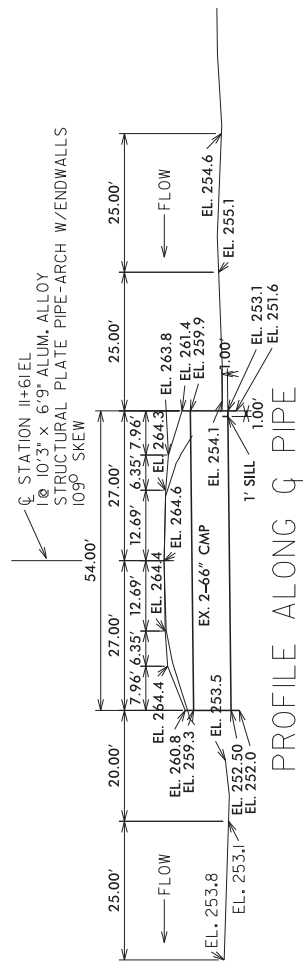 ℄ STATION 11+61 EL
1@ 10'3" x 6'9" ALUM. ALLOY
STRUCTURAL PLATE PIPE-ARCH W/ENDWALLS
109° SKEW
54.00'
25.00'
20.00'
27.00'
27.00'
25.00'
25.00'
7.96'
6.35'
12.69'
12.69'
6.35'
7.96'
FLOW
FLOW
EL. 264.4
EL. 264.4
EL. 264.6
EL. 264.3
EL. 263.8
EL. 261.4
EL. 259.9
EL. 260.8
EL. 259.3
EX. 2-66" CMP
EL. 253.8
EL. 253.1
EL. 253.5
EL. 252.50
EL. 252.0
EL. 254.1
1.00'
EL. 255.1
EL. 254.6
EL. 253.1
EL. 251.6
1.00'
1' SILL
PROFILE ALONG ℄ PIPE